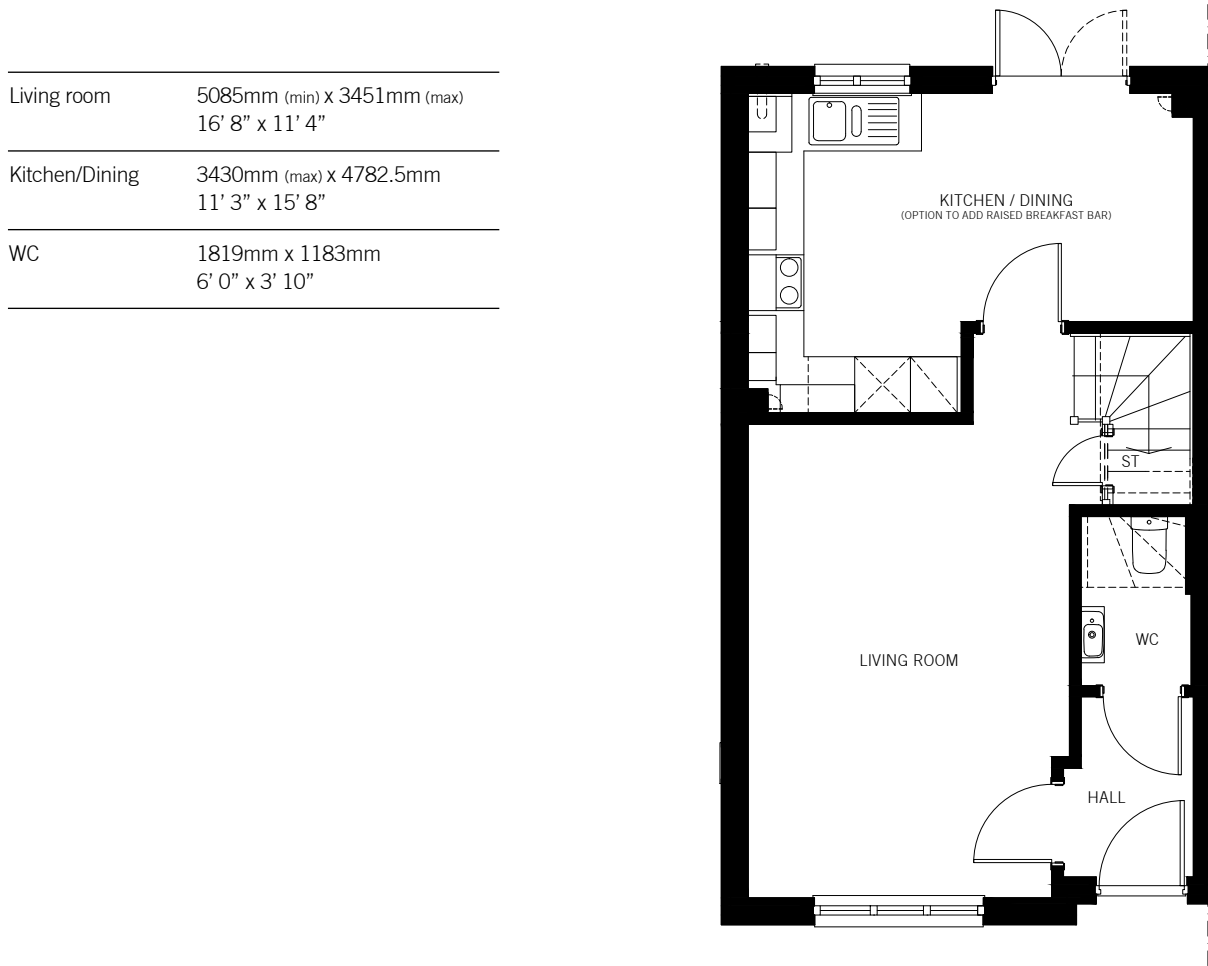 Living room 5085mm (min) x 3451mm (max)
16’ 8” x 11’ 4”
Kitchen/Dining 3430mm (max) x 4782.5mm
11’ 3” x 15’ 8”
WC 1819mm x 1183mm
6’ 0” x 3’ 10”
KITCHEN / DINING
(OPTION TO ADD RAISED BREAKFAST BAR)
ST
WC
LIVING ROOM
HALL